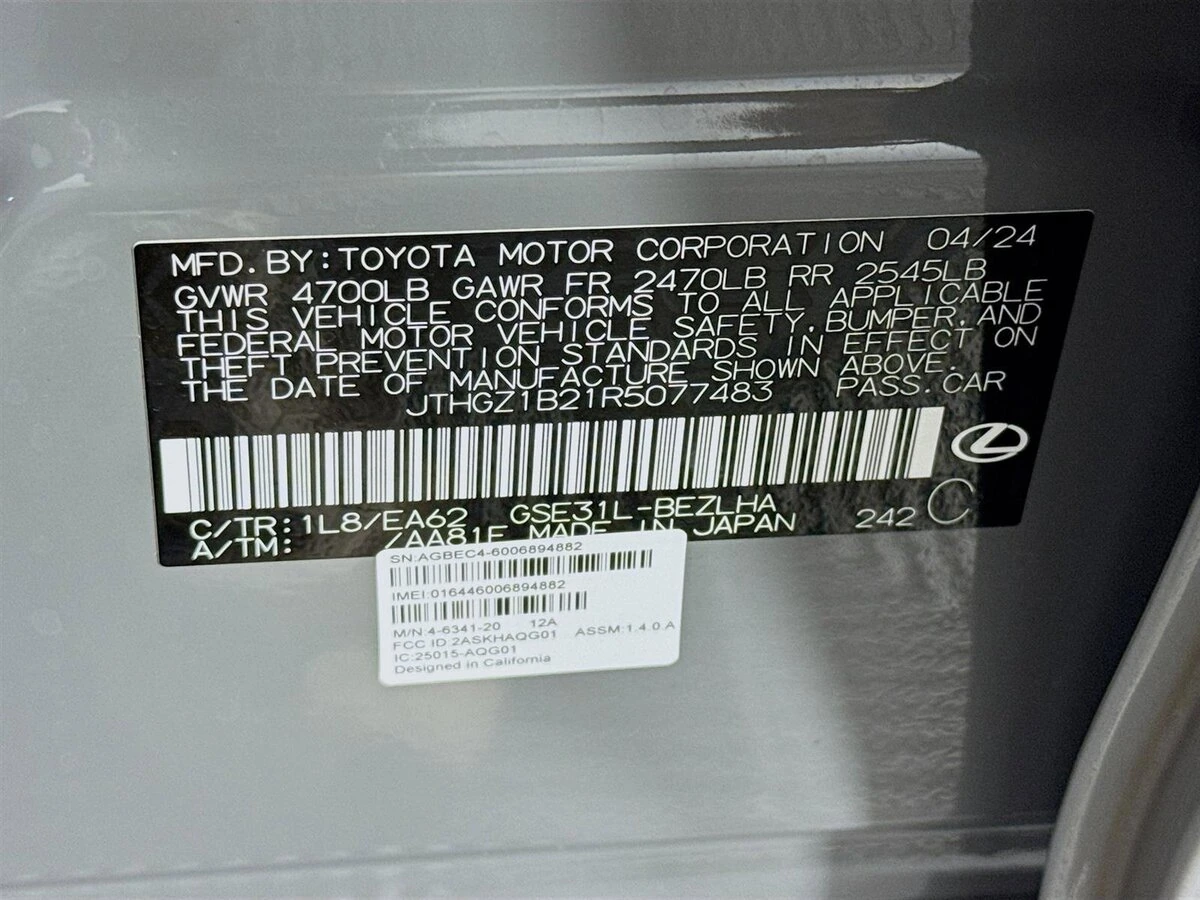 MFD.BY:TOYOTA MOTOR CORPORATION 04/24
GVWR 4700LB GAWR FR 2470LB RR 2545LB
THIS VEHICLE CONFORMS TO ALL APPLICABLE
FEDERAL MOTOR VEHICLE SAFETY,BUMPER,AND
THEFT PREVENTION STANDARDS IN EFFECT ON
THE DATE OF MANUFACTURE SHOWN ABOVE.
JTHGZ1B21R5077483 PASS.CAR
C/TR:1L8/EA62 GSE31L-BEZLHA
A/TM: /AA81E MADE IN JAPAN 242 C
SN:AGBEC4-6006894882
IMEI:016446006894882
M/N:4-6341-20 12A
FCC ID:2ASKHAQG01 ASSM:1.4.0.A
IC:25015-AQG01
Designed in California